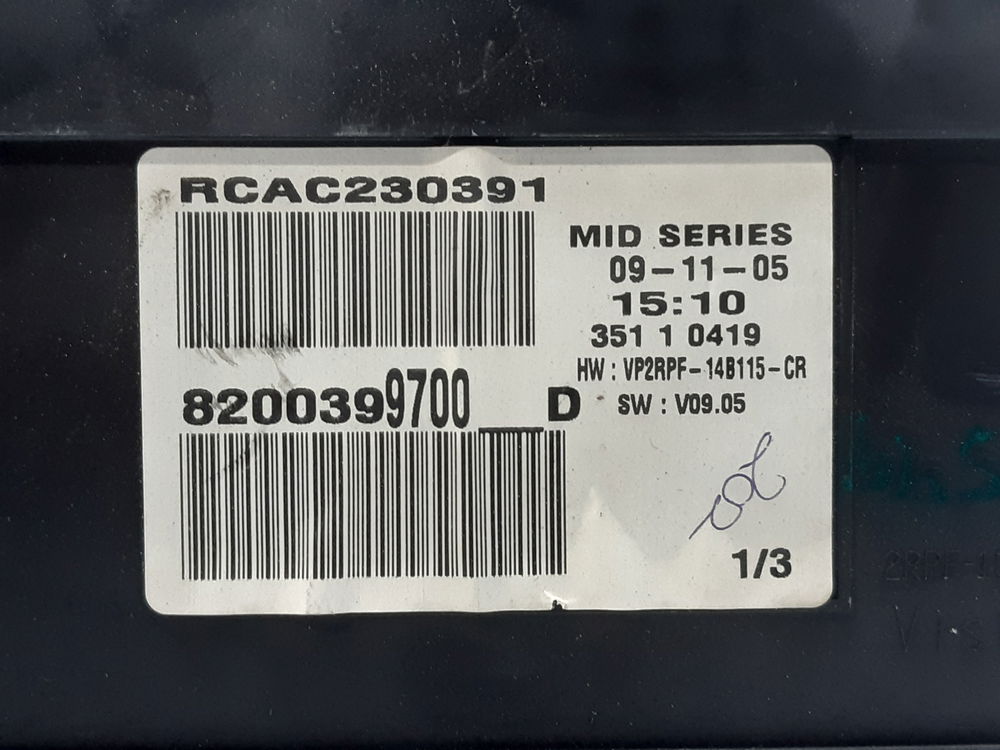 RCAC230391
MID SERIES
09-11-05
15:10
351 1 0419
HW : VP2RPF-14B115-CR
SW : V09.05
8200399700___D
1/3